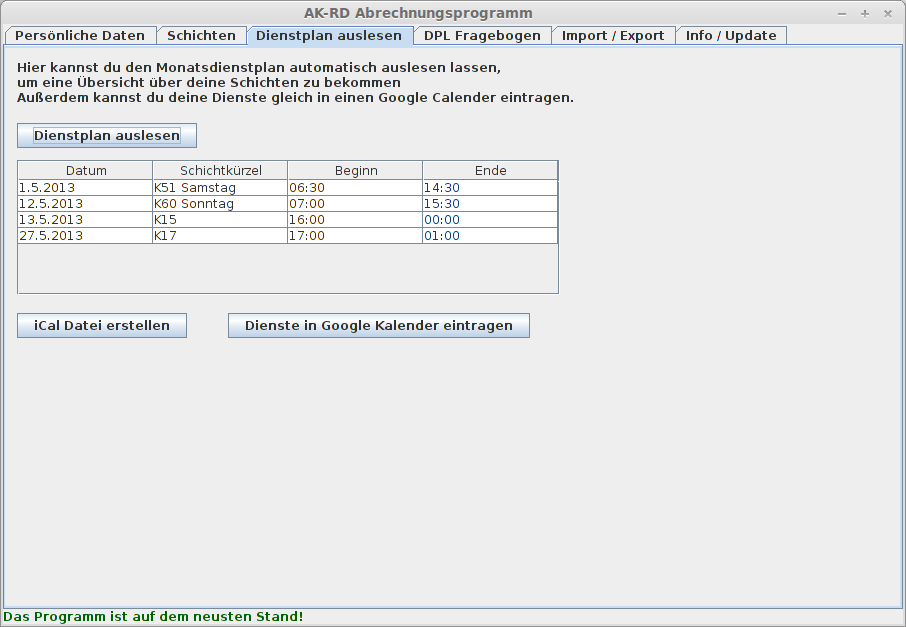 AK-RD Abrechnungsprogramm
Persönliche Daten Schichten Dienstplan auslesen DPL Fragebogen Import / Export Info / Update
Hier kannst du den Monatsdienstplan automatisch auslesen lassen,
um eine Übersicht über deine Schichten zu bekommen
Außerdem kannst du deine Dienste gleich in einen Google Calender eintragen.
Dienstplan auslesen
Datum Schichtkürzel Beginn Ende
1.5.2013 K51 Samstag 06:30 14:30
12.5.2013 K60 Sonntag 07:00 15:30
13.5.2013 K15 16:00 00:00
27.5.2013 K17 17:00 01:00
iCal Datei erstellen Dienste in Google Kalender eintragen
Das Programm ist auf dem neusten Stand!